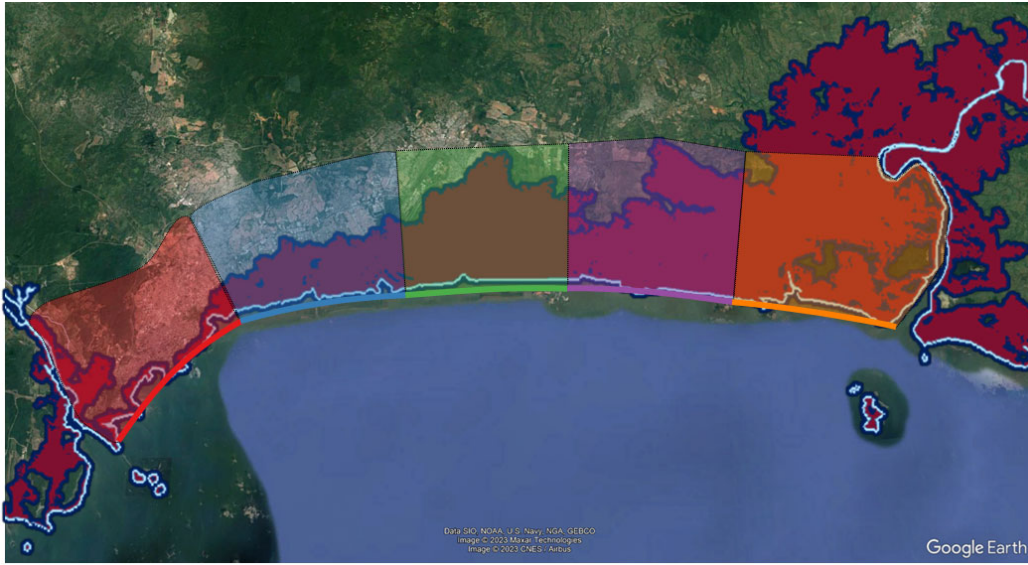 Data SIO, NOAA, U.S. Navy, NGA, GEBCO
Image © 2023 Maxar Technologies
Image © 2023 CNES - Airbus
Google Earth